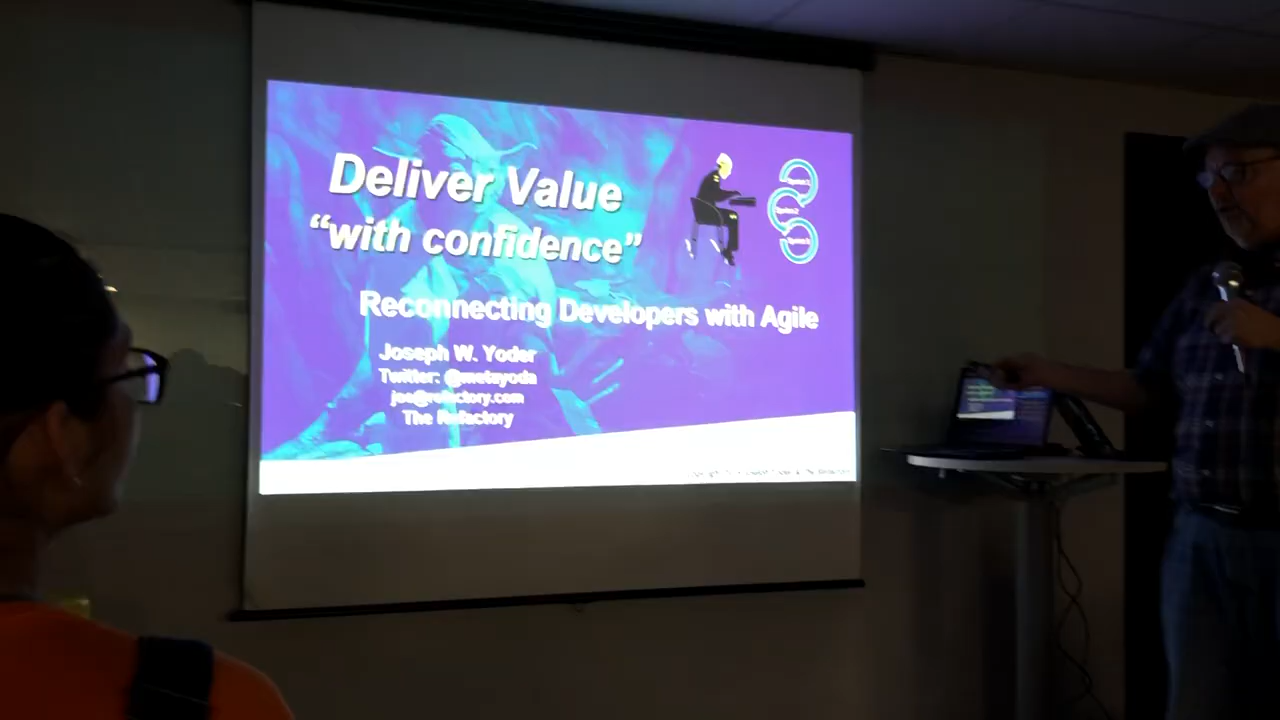 Deliver Value
“with confidence”
Reconnecting Developers with Agile
Joseph W. Yoder
Twitter: @metayoda
joe@refactory.com
The Refactory